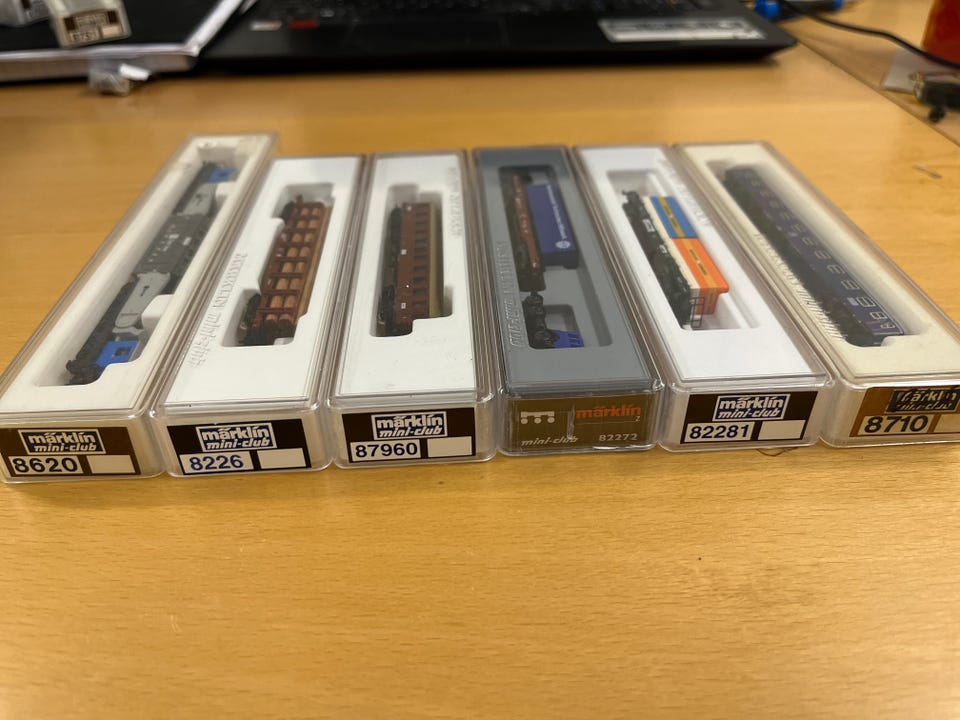 märklin
mini-club
8620
märklin
mini-club
8226
märklin
mini-club
87960
märklin z
mini-club 82272
märklin
mini-club
82281
märklin
mini-club
8710